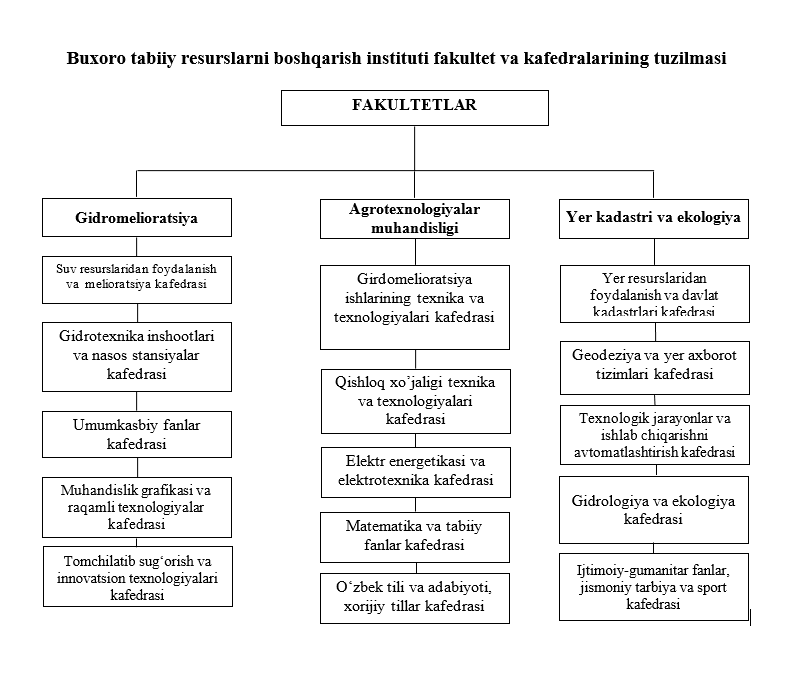 Buxoro tabiiy resurslarni boshqarish instituti fakultet va kafedralarining tuzilmasi
FAKULTETLAR
Gidromelioratsiya
Suv resurslaridan foydalanish
va melioratsiya kafedrasi
Gidrotexnika inshootlari
va nasos stansiyalar
kafedrasi
Umumkasbiy fanlar
kafedrasi
Muhandislik grafikasi va
raqamli texnologiyalar
kafedrasi
Tomchilatib sug‘orish va
innovatsion texnologiyalari
kafedrasi
Agrotexnologiyalar
muhandisligi
Girdomelioratsiya
ishlarining texnika va
texnologiyalari kafedrasi
Qishloq xo’jaligi texnika
va texnologiyalari
kafedrasi
Elektr energetikasi va
elektrotexnika kafedrasi
Matematika va tabiiy
fanlar kafedrasi
O‘zbek tili va adabiyoti,
xorijiy tillar kafedrasi
Yer kadastri va ekologiya
Yer resurslaridan
foydalanish va davlat
kadastrlari kafedrasi
Geodeziya va yer axborot
tizimlari kafedrasi
Texnologik jarayonlar va
ishlab chiqarishni
avtomatlashtirish kafedrasi
Gidrologiya va ekologiya
kafedrasi
Ijtimoiy-gumanitar fanlar,
jismoniy tarbiya va sport
kafedrasi